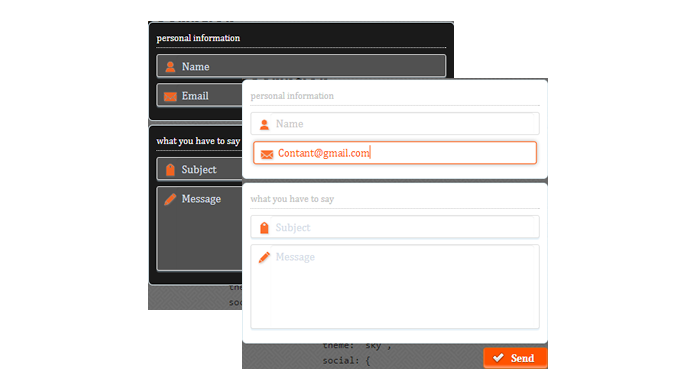 personal information
Name
Email
what you have to say
Subject
Message
personal information
Name
Contant@gmail.com
what you have to say
Subject
Message
theme: "sky",
social: {
Send